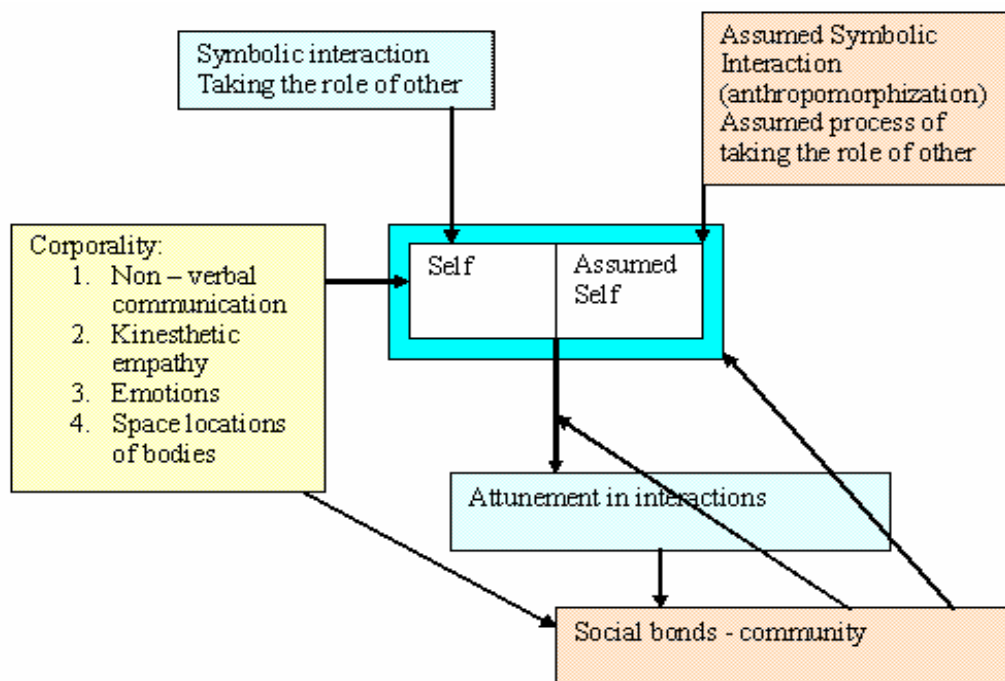 Symbolic interaction
Taking the role of other
Assumed Symbolic
Interaction
(anthropomorphization)
Assumed process of
taking the role of other
Corporality:
1. Non – verbal
communication
2. Kinesthetic
empathy
3. Emotions
4. Space locations
of bodies
Self
Assumed
Self
Attunement in interactions
Social bonds - community